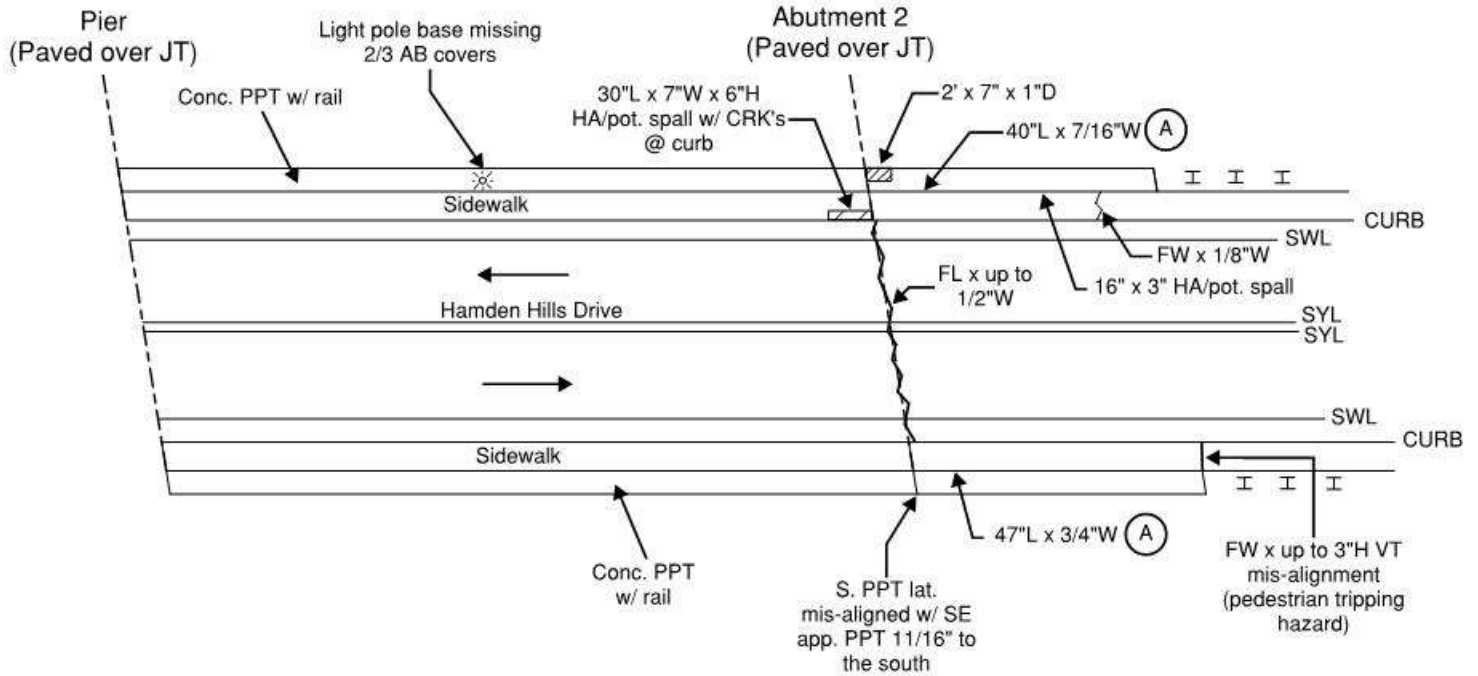 Pier
(Paved over JT)
Light pole base missing
2/3 AB covers
Abutment 2
(Paved over JT)
Conc. PPT w/ rail
30"L x 7"W x 6"H
HA/pot. spall w/ CRK's
@ curb
2' x 7" x 1"D
40"L x 7/16"W A
Sidewalk
CURB
SWL
FW x 1/8"W
16" x 3" HA/pot. spall
FL x up to
1/2"W
Hamden Hills Drive
SYL
SYL
SWL
CURB
Sidewalk
47"L x 3/4"W A
Conc. PPT
w/ rail
S. PPT lat.
mis-aligned w/ SE
app. PPT 11/16" to
the south
FW x up to 3"H VT
mis-alignment
(pedestrian tripping
hazard)